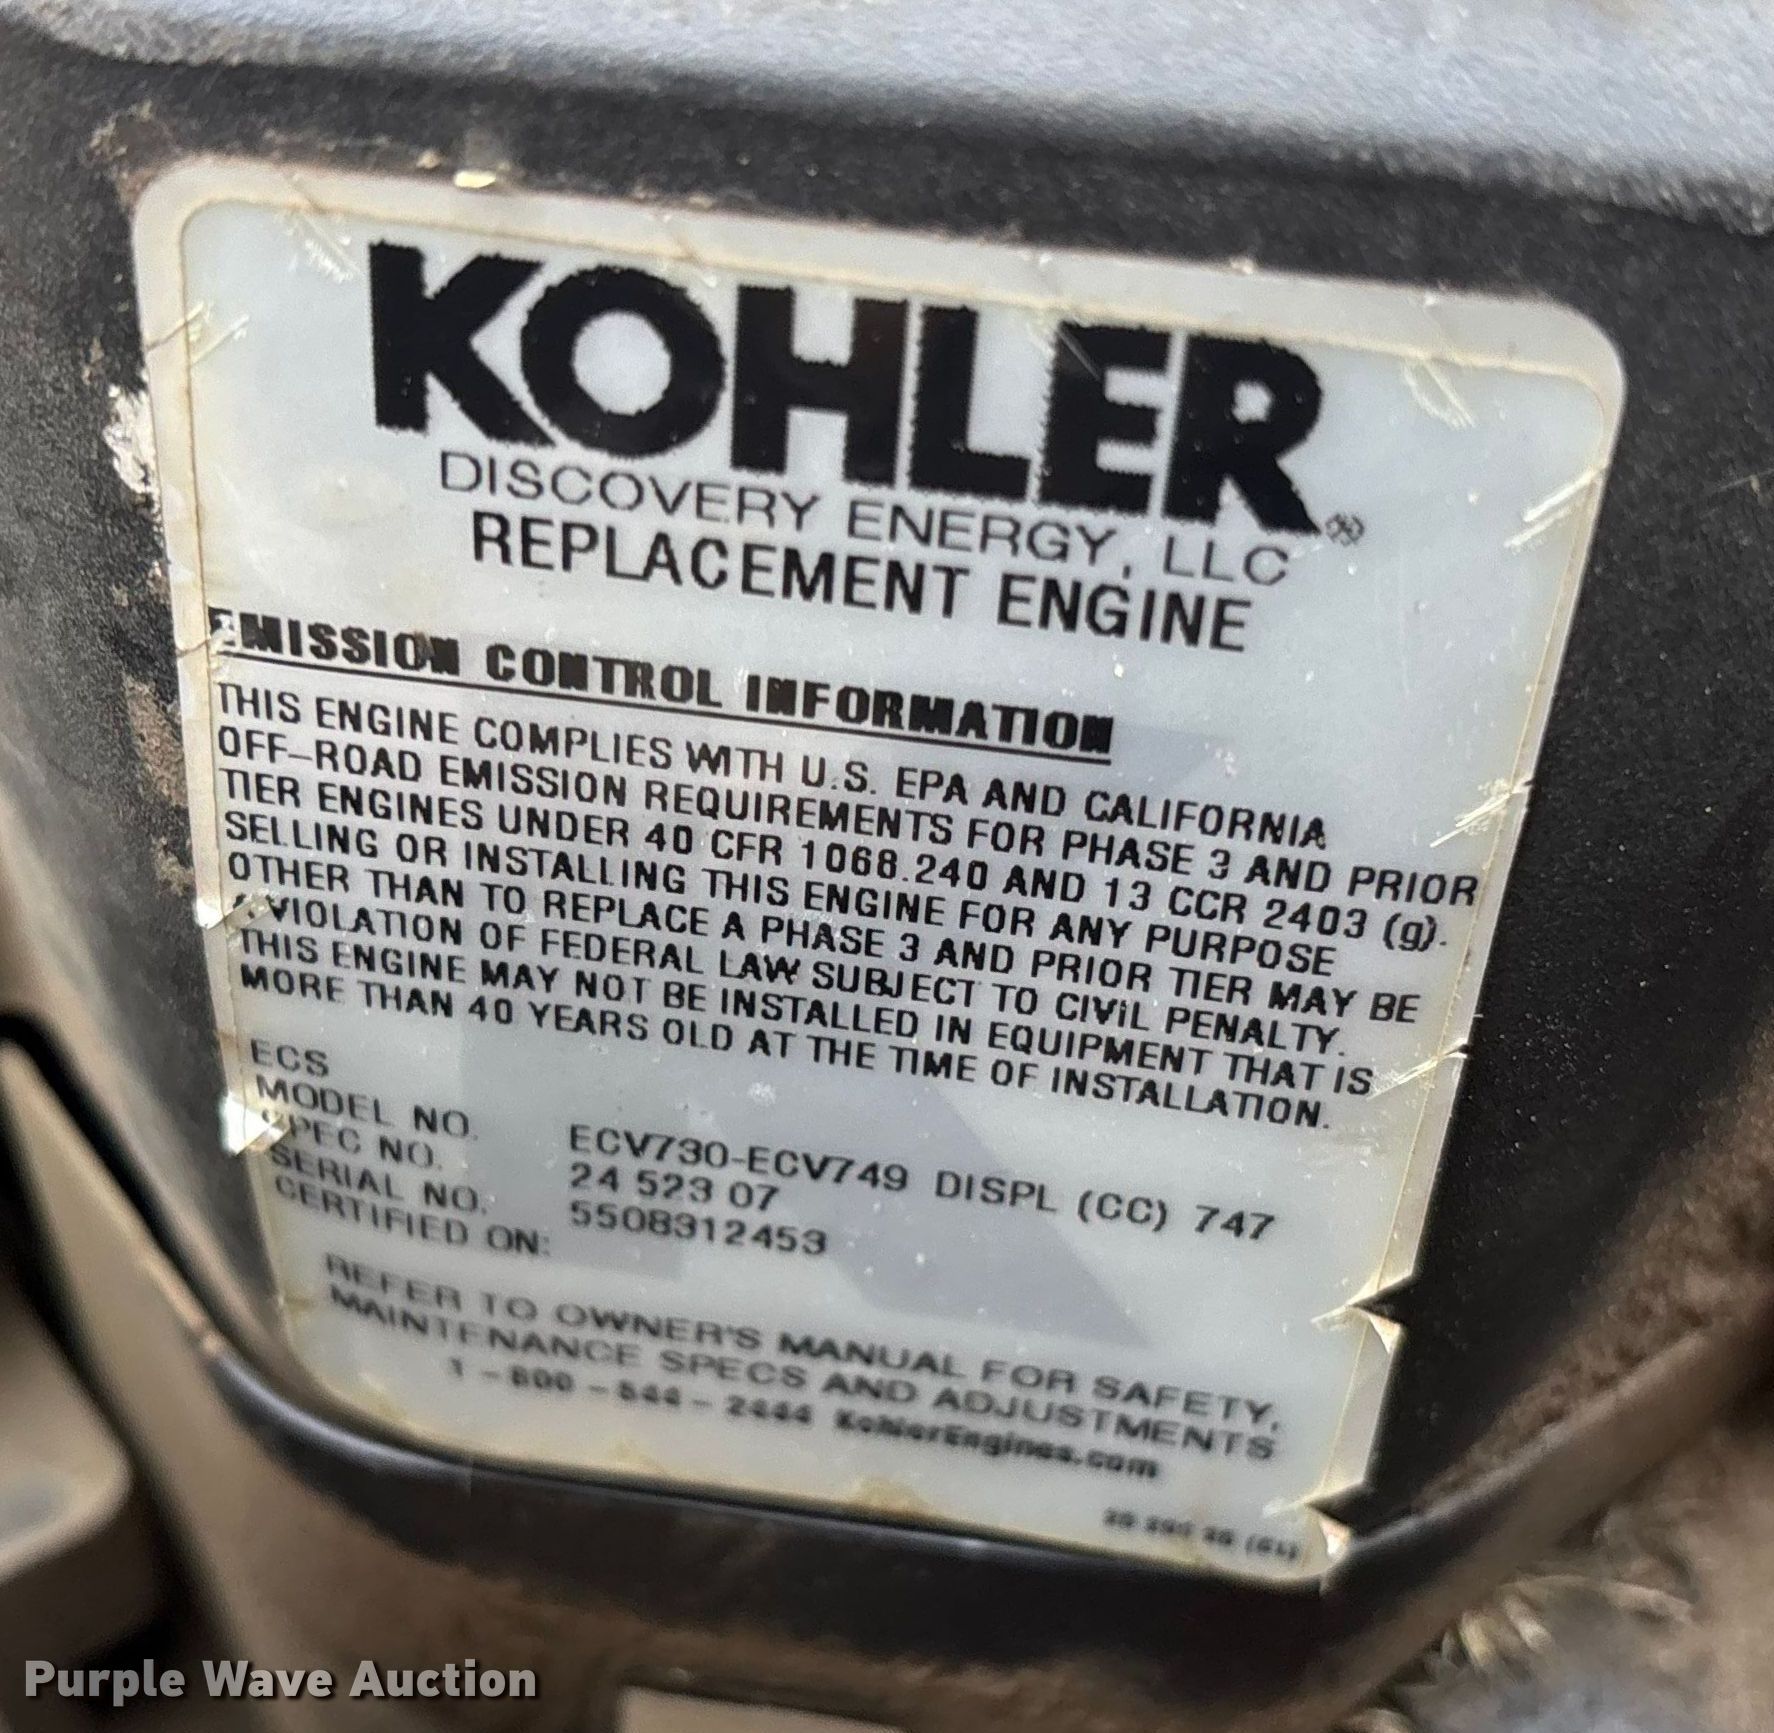 KOHLER®
DISCOVERY ENERGY, LLC
REPLACEMENT ENGINE
EMISSION CONTROL INFORMATION
THIS ENGINE COMPLIES WITH U.S. EPA AND CALIFORNIA
OFF-ROAD EMISSION REQUIREMENTS FOR PHASE 3 AND PRIOR
TIER ENGINES UNDER 40 CFR 1068.240 AND 13 CCR 2403 (g).
SELLING OR INSTALLING THIS ENGINE FOR ANY PURPOSE
OTHER THAN TO REPLACE A PHASE 3 AND PRIOR TIER MAY BE
A VIOLATION OF FEDERAL LAW SUBJECT TO CIVIL PENALTY.
THIS ENGINE MAY NOT BE INSTALLED IN EQUIPMENT THAT IS
MORE THAN 40 YEARS OLD AT THE TIME OF INSTALLATION.
ECS
MODEL NO. ECV730-ECV749 DISPL (CC) 747
SPEC NO. 24 523 07
SERIAL NO. 5508312453
CERTIFIED ON:
REFER TO OWNER'S MANUAL FOR SAFETY,
MAINTENANCE SPECS AND ADJUSTMENTS
1-800-544-2444 KohlerEngines.com
Purple Wave Auction